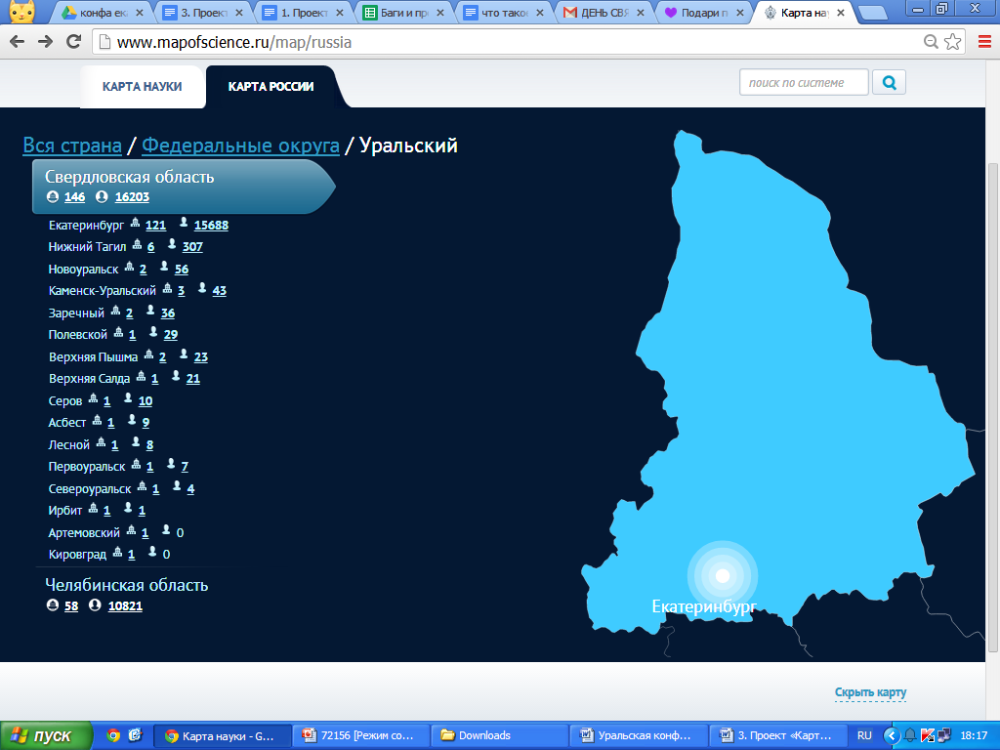 конфа ек
3. Проект
1. Проект
Баги и пр
что тако
ДЕНЬ СВЯ
Подари п
Карта на
www.mapofscience.ru/map/russia
КАРТА НАУКИ
КАРТА РОССИИ
поиск по системе
Вся страна / Федеральные округа / Уральский
Свердловская область
146 16203
Екатеринбург 121 15688
Нижний Тагил 6 307
Новоуральск 2 56
Каменск-Уральский 3 43
Заречный 2 36
Полевской 1 29
Верхняя Пышма 2 23
Верхняя Салда 1 21
Серов 1 10
Асбест 1 9
Лесной 1 8
Первоуральск 1 7
Североуральск 1 4
Ирбит 1 1
Артемовский 1 0
Кировград 1 0
Челябинская область
58 10821
Екатеринбург
Скрыть карту
пуск
Карта науки - G...
72156 [Режим со...
Downloads
Уральская конф...
3. Проект «Карт...
RU
18:17